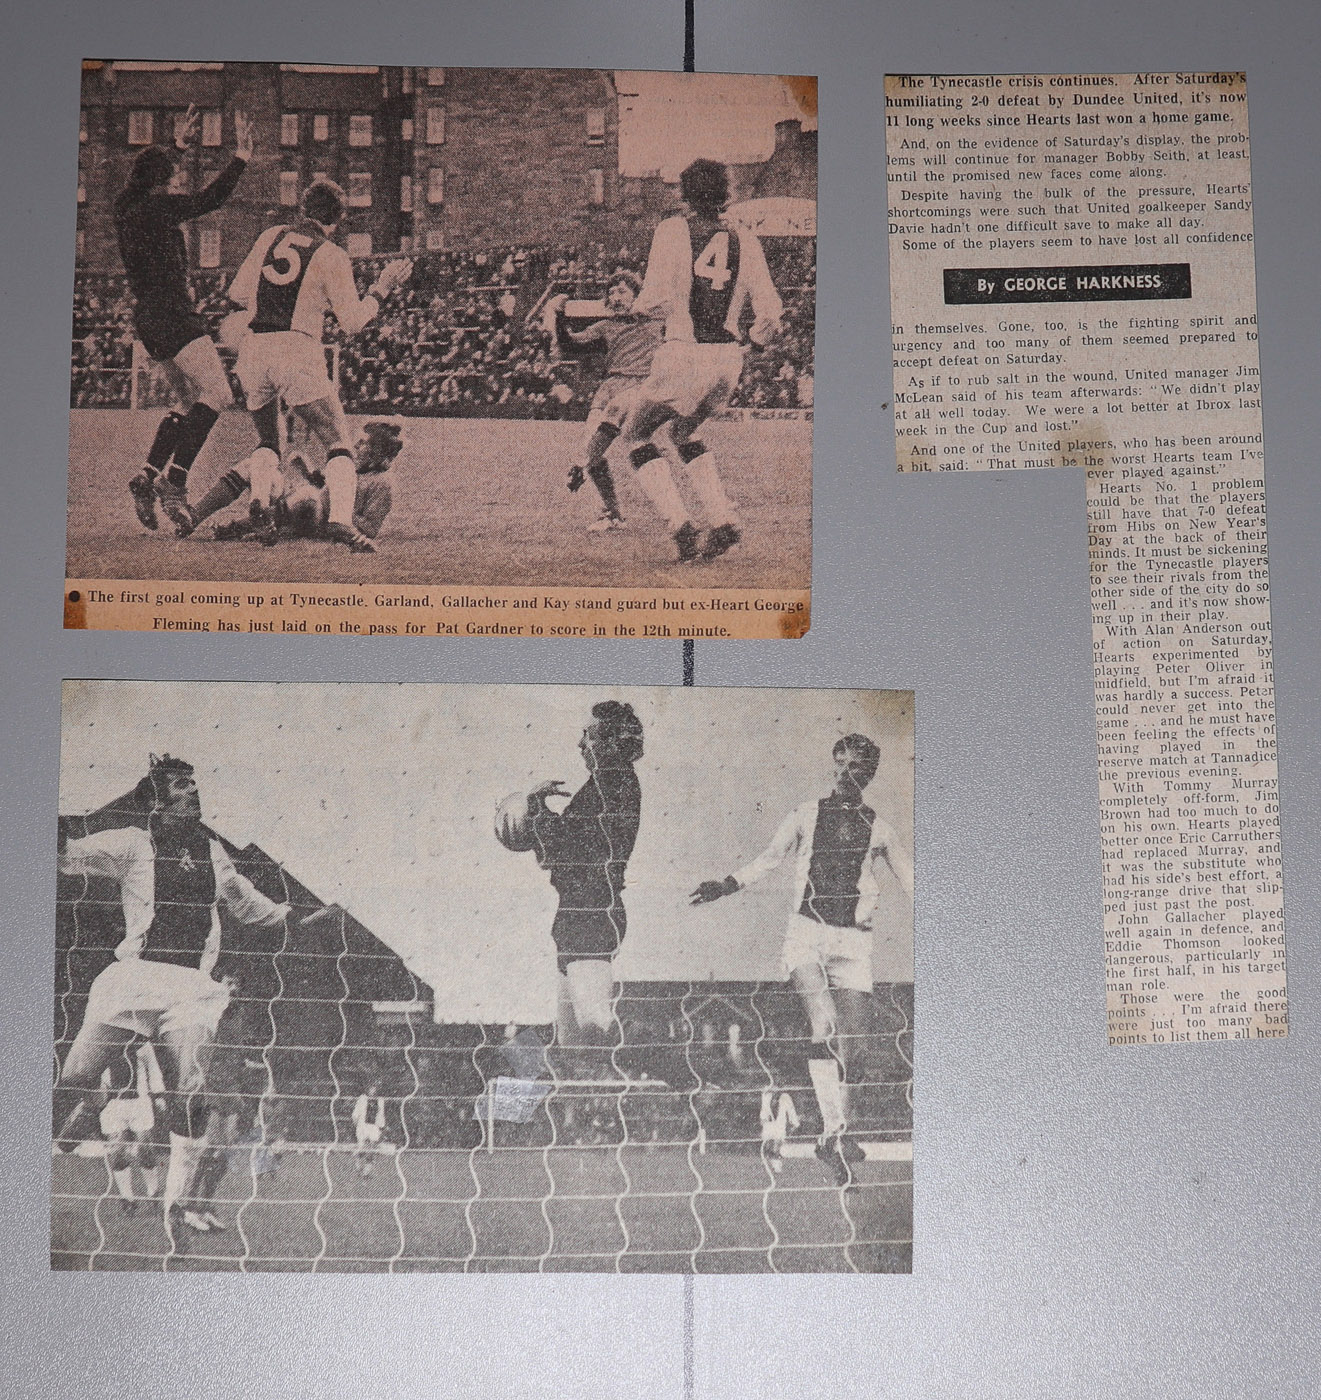 5
4
NK NE
● The first goal coming up at Tynecastle. Garland, Gallacher and Kay stand guard but ex-Heart George
Fleming has just laid on the pass for Pat Gardner to score in the 12th minute.
The Tynecastle crisis continues. After Saturday's
humiliating 2-0 defeat by Dundee United, it's now
11 long weeks since Hearts last won a home game.
And, on the evidence of Saturday's display, the prob-
lems will continue for manager Bobby Seith, at least,
until the promised new faces come along.
Despite having the bulk of the pressure, Hearts'
shortcomings were such that United goalkeeper Sandy
Davie hadn't one difficult save to make all day.
Some of the players seem to have lost all confidence
By GEORGE HARKNESS
in themselves. Gone, too, is the fighting spirit and
urgency and too many of them seemed prepared to
accept defeat on Saturday.
As if to rub salt in the wound, United manager Jim
McLean said of his team afterwards: "We didn't play
at all well today. We were a lot better at Ibrox last
week in the Cup and lost."
And one of the United players, who has been around
a bit, said: "That must be the worst Hearts team I've
ever played against."
Hearts No. 1 problem
could be that the players
still have that 7-0 defeat
from Hibs on New Year's
Day at the back of their
minds. It must be sickening
for the Tynecastle players
to see their rivals from the
other side of the city do so
well . . . and it's now show-
ing up in their play.
With Alan Anderson out
of action on Saturday,
Hearts experimented by
playing Peter Oliver in
midfield, but I'm afraid it
was hardly a success. Peter
could never get into the
game . . . and he must have
been feeling the effects of
having played in the
reserve match at Tannadice
the previous evening.
With Tommy Murray
completely off-form, Jim
Brown had too much to do
on his own. Hearts played
better once Eric Carruthers
had replaced Murray, and
it was the substitute who
had his side's best effort, a
long-range drive that slip-
ped just past the post.
John Gallacher played
well again in defence, and
Eddie Thomson looked
dangerous, particularly in
the first half, in his target
man role.
Those were the good
points . . . I'm afraid there
were just too many bad
points to list them all here